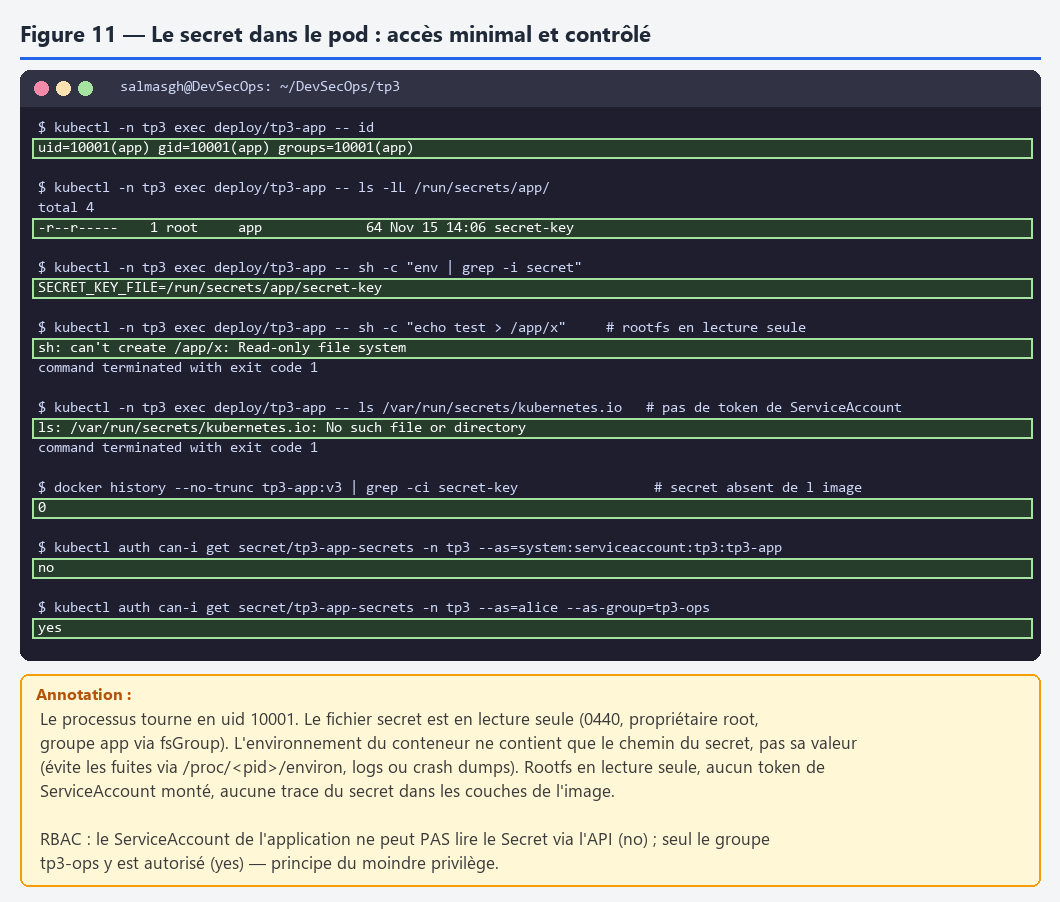 Figure 11 — Le secret dans le pod : accès minimal et contrôlé
salmasgh@DevSecOps: ~/DevSecOps/tp3
$ kubectl -n tp3 exec deploy/tp3-app -- id
uid=10001(app) gid=10001(app) groups=10001(app)
$ kubectl -n tp3 exec deploy/tp3-app -- ls -lL /run/secrets/app/
total 4
-r--r-----    1 root     app            64 Nov 15 14:06 secret-key
$ kubectl -n tp3 exec deploy/tp3-app -- sh -c "env | grep -i secret"
SECRET_KEY_FILE=/run/secrets/app/secret-key
$ kubectl -n tp3 exec deploy/tp3-app -- sh -c "echo test > /app/x"     # rootfs en lecture seule
sh: can't create /app/x: Read-only file system
command terminated with exit code 1
$ kubectl -n tp3 exec deploy/tp3-app -- ls /var/run/secrets/kubernetes.io   # pas de token de ServiceAccount
ls: /var/run/secrets/kubernetes.io: No such file or directory
command terminated with exit code 1
$ docker history --no-trunc tp3-app:v3 | grep -ci secret-key                 # secret absent de l image
0
$ kubectl auth can-i get secret/tp3-app-secrets -n tp3 --as=system:serviceaccount:tp3:tp3-app
no
$ kubectl auth can-i get secret/tp3-app-secrets -n tp3 --as=alice --as-group=tp3-ops
yes
Annotation :
Le processus tourne en uid 10001. Le fichier secret est en lecture seule (0440, propriétaire root,
groupe app via fsGroup). L'environnement du conteneur ne contient que le chemin du secret, pas sa valeur
(évite les fuites via /proc/<pid>/environ, logs ou crash dumps). Rootfs en lecture seule, aucun token de
ServiceAccount monté, aucune trace du secret dans les couches de l'image.
RBAC : le ServiceAccount de l'application ne peut PAS lire le Secret via l'API (no) ; seul le groupe
tp3-ops y est autorisé (yes) — principe du moindre privilège.